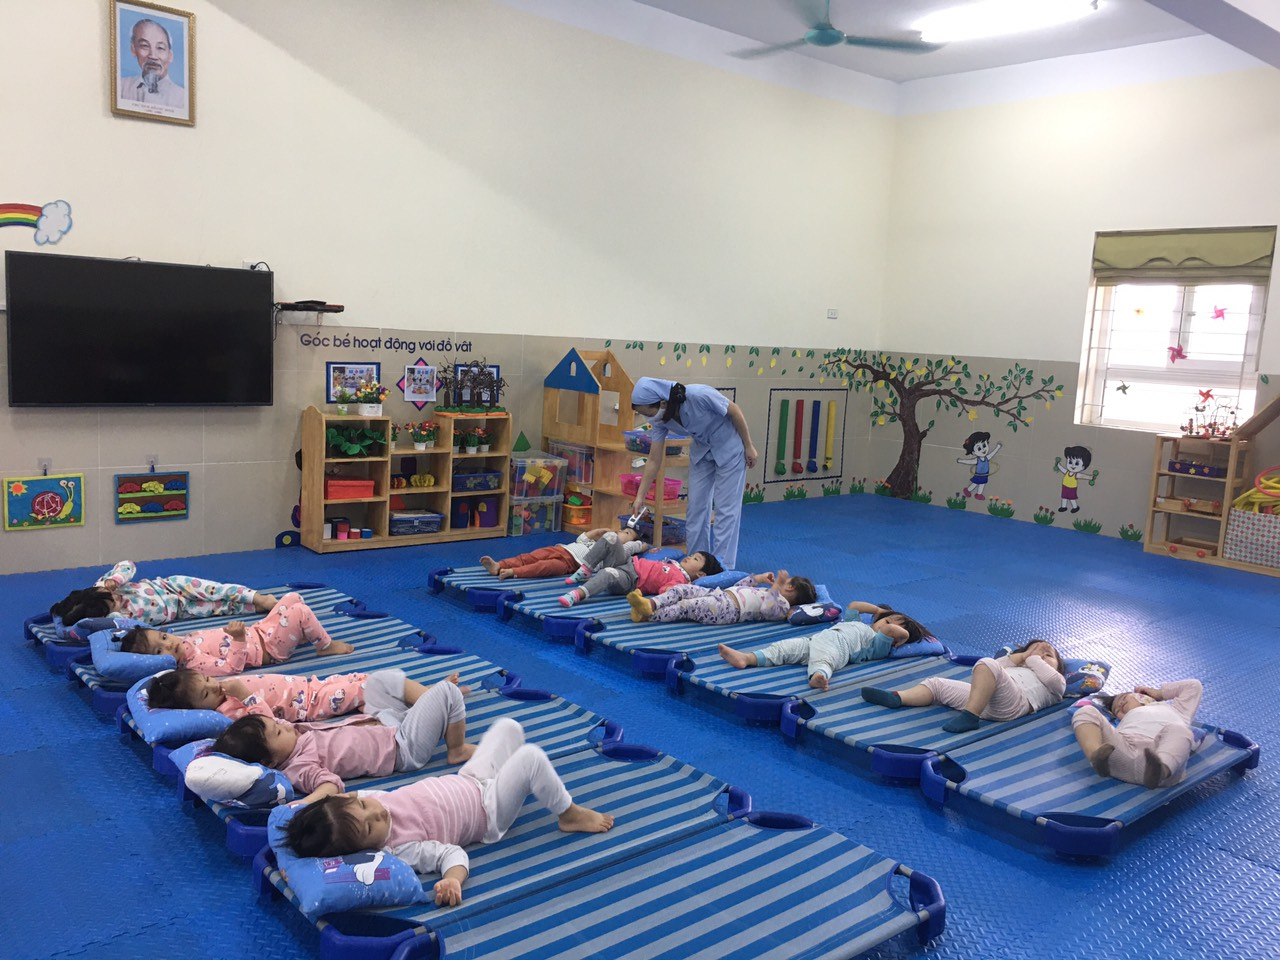 Góc bé hoạt động với đồ vật